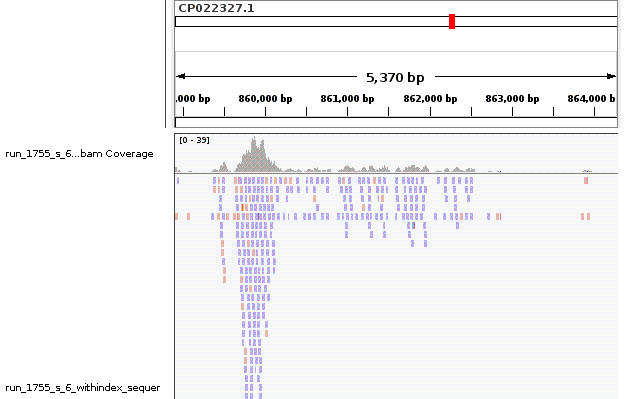 CP022327.1
5,370 bp
,000 bp 860,000 bp 861,000 bp 862,000 bp 863,000 bp 864,000 b
[0 - 39]
run_1755_s_6...bam Coverage
run_1755_s_6_withindex_sequer